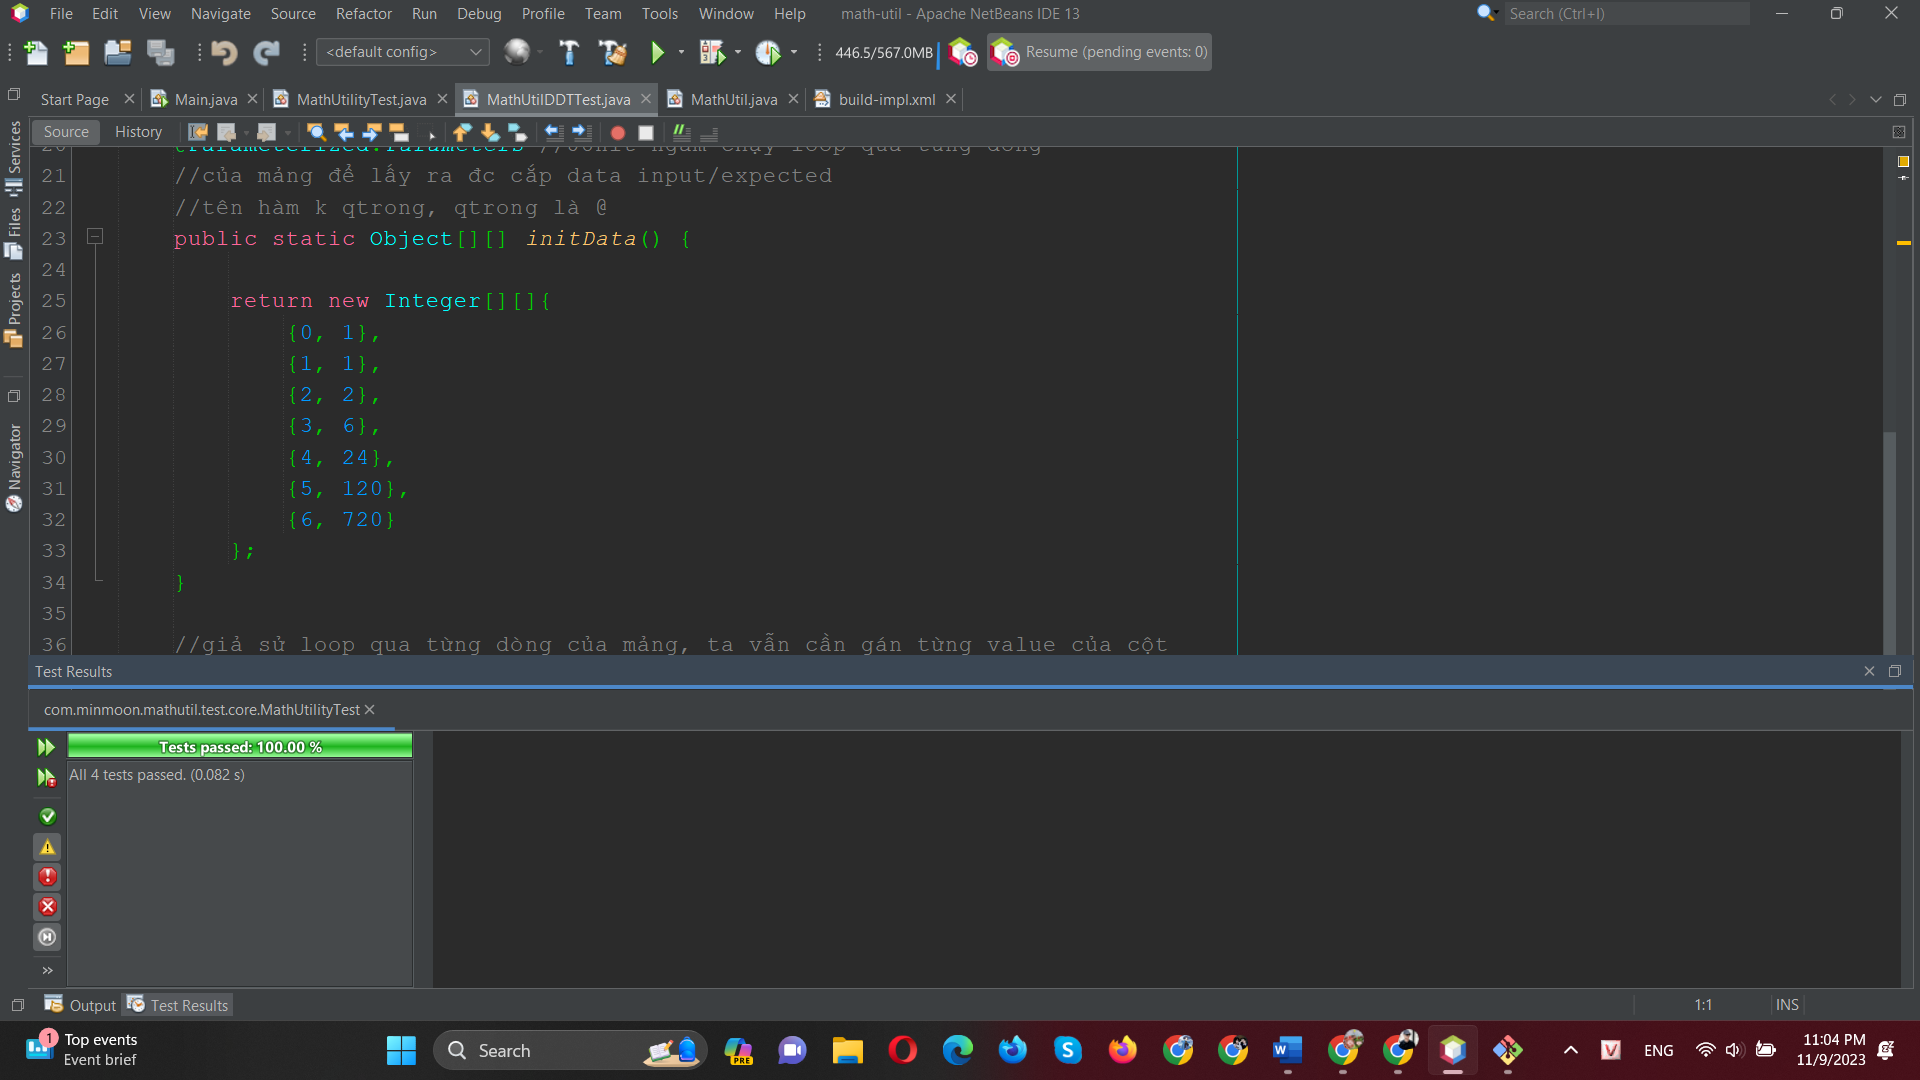 File Edit View Navigate Source Refactor Run Debug Profile Team Tools Window Help math-util - Apache NetBeans IDE 13 Search (Ctrl+I)
<default config> 446.5/567.0MB Resume (pending events: 0)
Start Page Main.java MathUtilityTest.java MathUtilDDTTest.java MathUtil.java build-impl.xml
Source History
Services
Files
Projects
Navigator
21 //của mảng để lấy ra đc cắp data input/expected
22 //tên hàm k qtrong, qtrong là @
23 public static Object[][] initData() {
24
25 return new Integer[][]{
26 {0, 1},
27 {1, 1},
28 {2, 2},
29 {3, 6},
30 {4, 24},
31 {5, 120},
32 {6, 720}
33 };
34 }
35
36 //giả sử loop qua từng dòng của mảng, ta vẫn cần gán từng value của cột
Test Results
com.minmoon.mathutil.test.core.MathUtilityTest
Tests passed: 100.00 %
All 4 tests passed. (0.082 s)
Output Test Results
1:1 INS
1 Top events
Event brief
Search
PRE
ENG
11:04 PM
11/9/2023